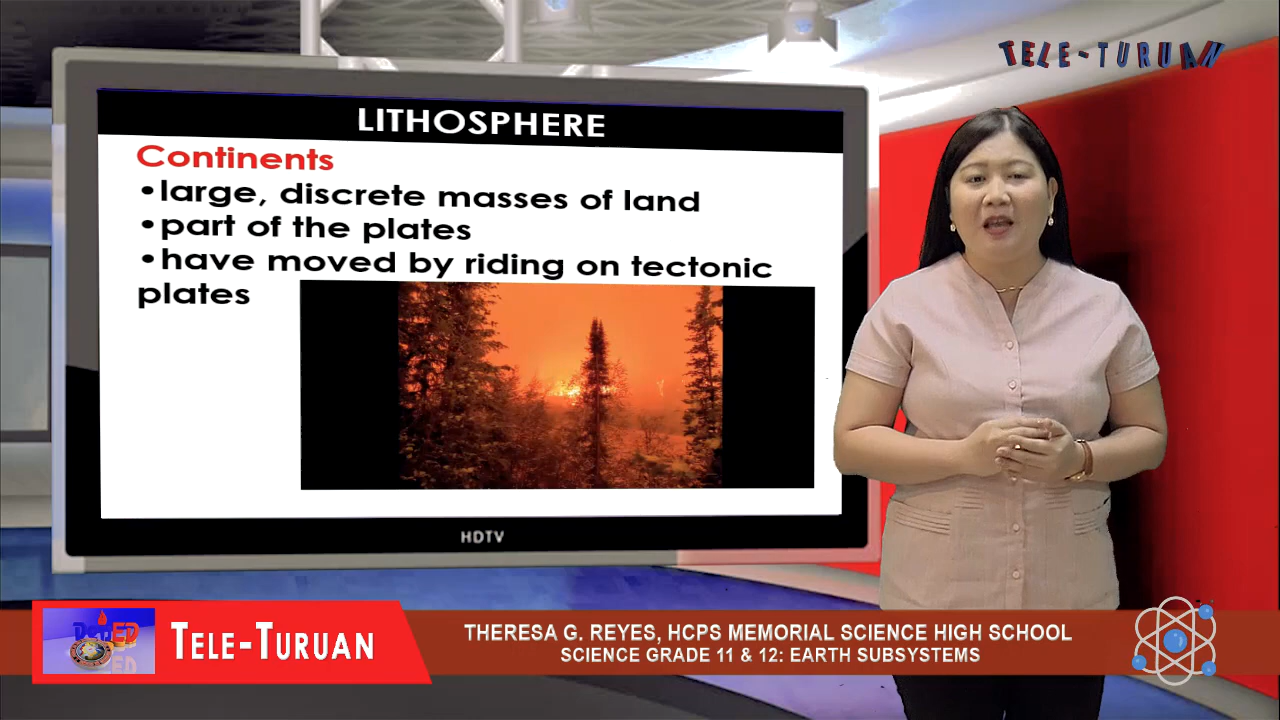 TELE-TURUAN
LITHOSPHERE
Continents
•large, discrete masses of land
•part of the plates
•have moved by riding on tectonic
plates
HDTV
DepED
TELE-TURUAN
THERESA G. REYES, HCPS MEMORIAL SCIENCE HIGH SCHOOL
SCIENCE GRADE 11 & 12: EARTH SUBSYSTEMS